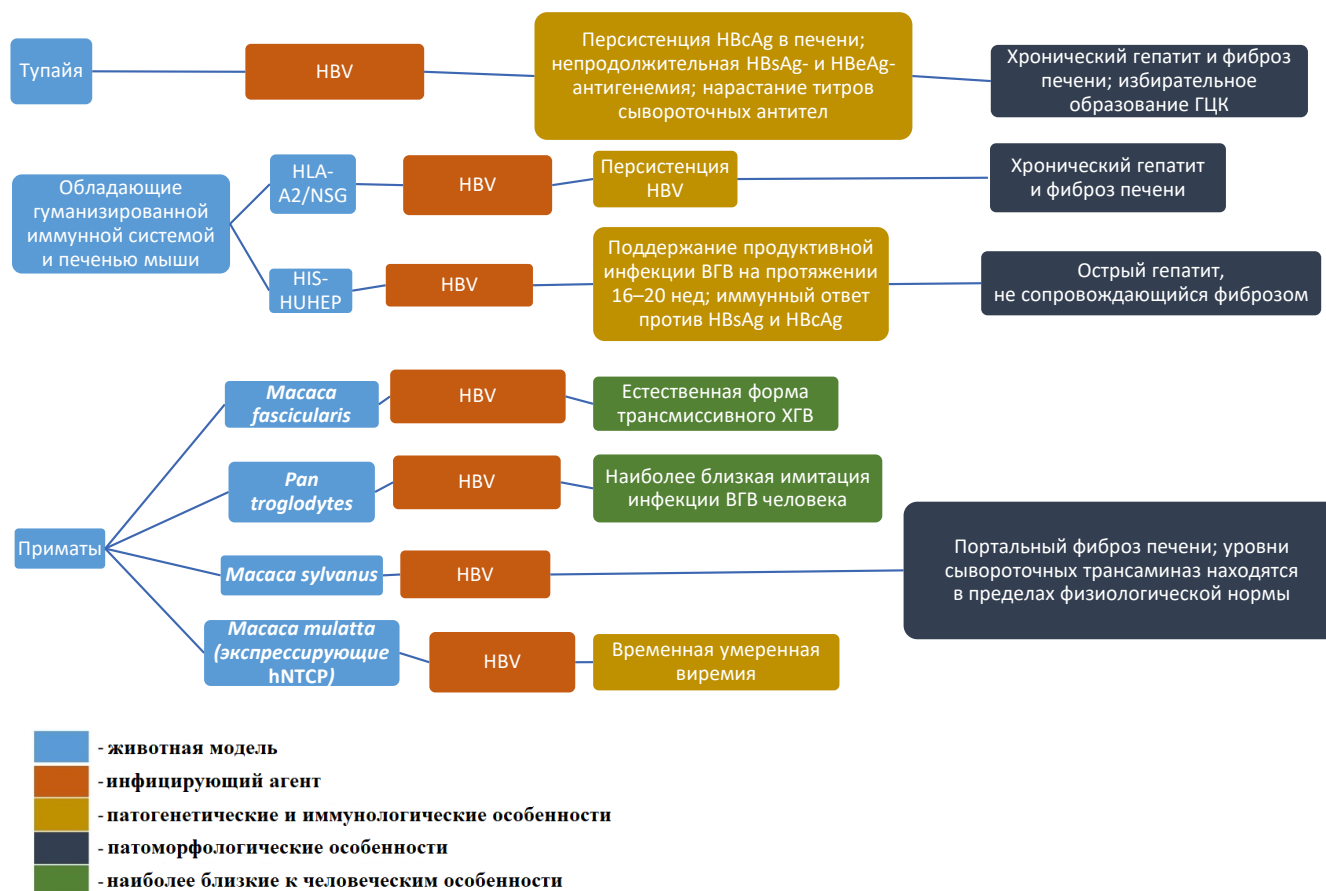 Тупайя
HBV
Персистенция HBcAg в печени;
непродолжительная HBsAg- и HBeAg-
антигенемия; нарастание титров
сывороточных антител
Хронический гепатит и фиброз
печени; избирательное
образование ГЦК
Обладающие
гуманизированной
иммунной системой
и печенью мыши
HLA-
A2/NSG
HBV
Персистенция
HBV
Хронический гепатит
и фиброз печени
HIS-
HUHEP
HBV
Поддержание продуктивной
инфекции ВГВ на протяжении
16–20 нед; иммунный ответ
против HBsAg и HBcAg
Острый гепатит,
не сопровождающийся фиброзом
Приматы
Macaca
fascicularis
HBV
Естественная форма
трансмиссивного ХГВ
Pan
troglodytes
HBV
Наиболее близкая имитация
инфекции ВГВ человека
Macaca sylvanus
HBV
Портальный фиброз печени; уровни
сывороточных трансаминаз находятся
в пределах физиологической нормы
Macaca mulatta
(экспрессирующие
hNTCP)
HBV
Временная умеренная
виремия
- животная модель
- инфицирующий агент
- патогенетические и иммунологические особенности
- патоморфологические особенности
- наиболее близкие к человеческим особенности